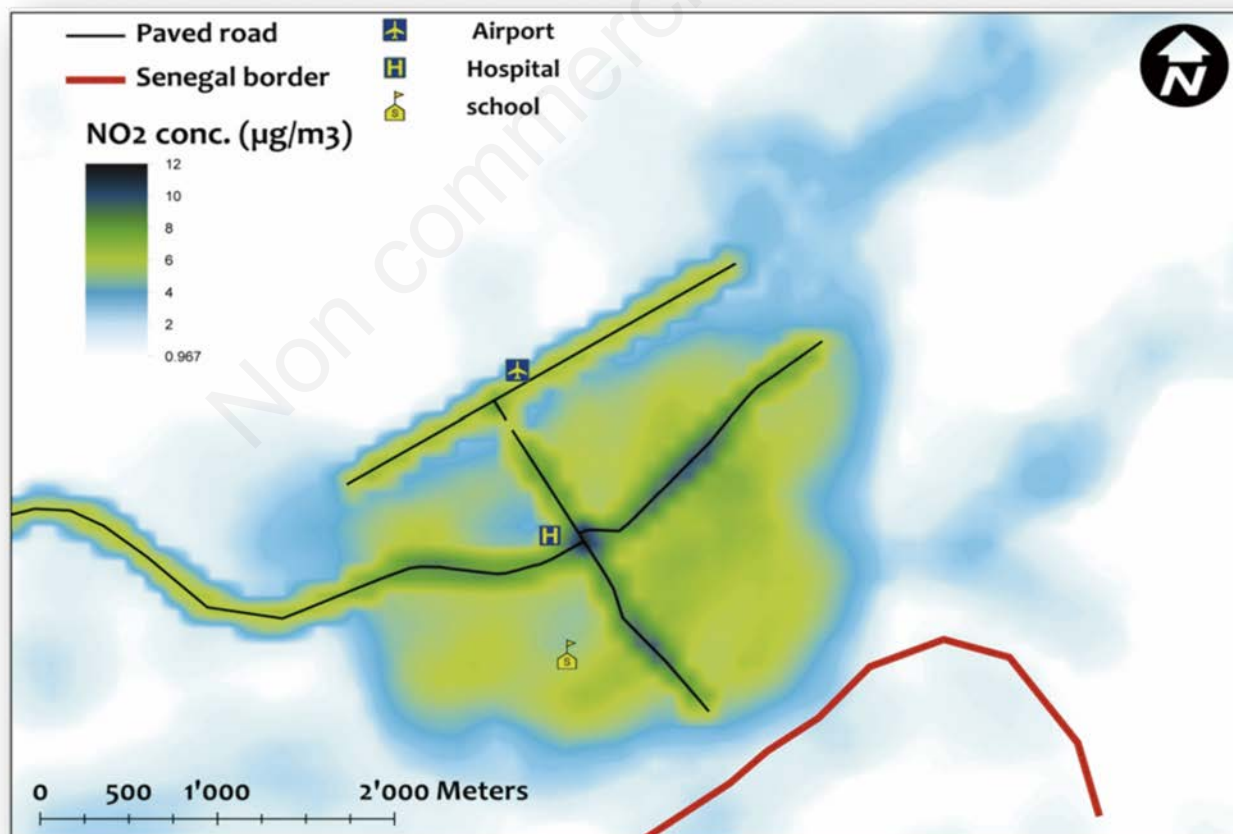 Paved road
Senegal border
Airport
Hospital
school
NO2 conc. (µg/m3)
12
10
8
6
4
2
0.967
N
H
S
0 500 1'000 2'000 Meters
Non commerc